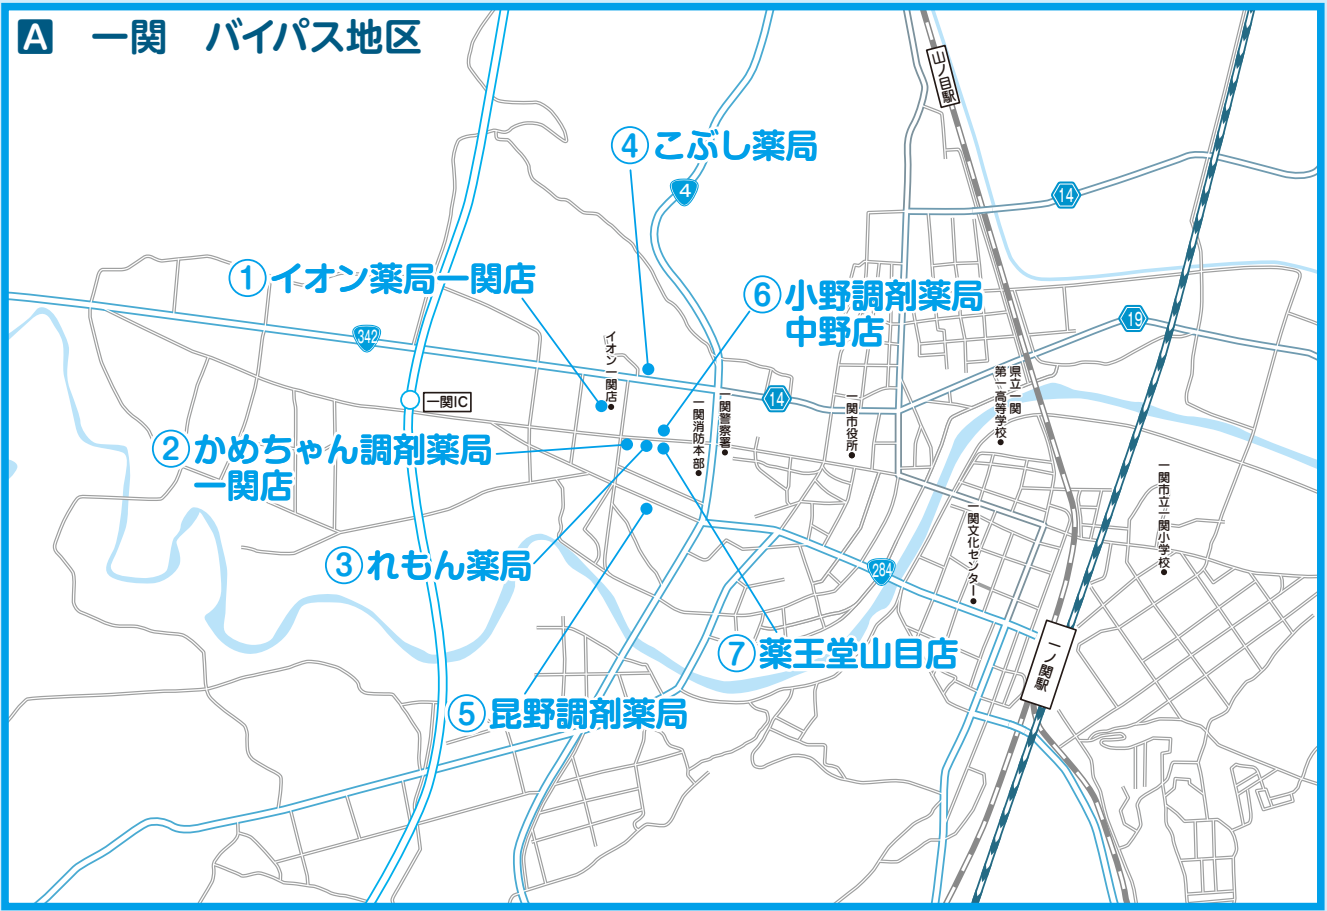 A 一関 バイパス地区
山ノ目駅
④こぶし薬局
4
14
①イオン薬局一関店
⑥小野調剤薬局
中野店
342
19
イオン一関店
一関IC
14
一関消防本部
一関警察署
一関市役所
県立一関
第一高等学校
②かめちゃん調剤薬局
一関店
一関市立一関小学校
一関文化センター
③れもん薬局
284
⑦薬王堂山目店
一ノ関駅
⑤昆野調剤薬局